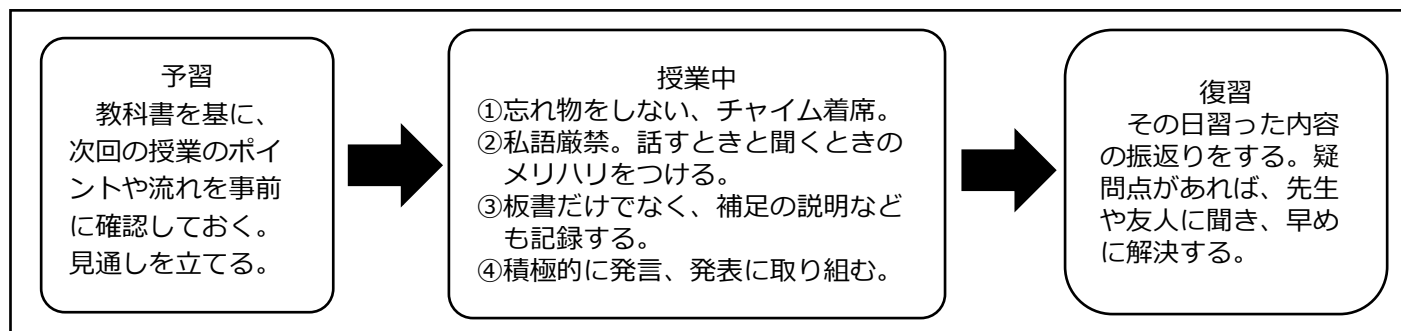 予習
教科書を基に、
次回の授業のポイ
ントや流れを事前
に確認しておく。
見通しを立てる。
授業中
①忘れ物をしない、チャイム着席。
②私語厳禁。話すときと聞くときの
メリハリをつける。
③板書だけでなく、補足の説明など
も記録する。
④積極的に発言、発表に取り組む。
復習
その日習った内容
の振返りをする。疑
問点があれば、先生
や友人に聞き、早め
に解決する。